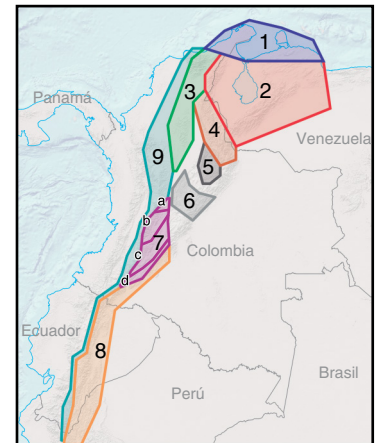 1
2
3
Panamá
4
Venezuela
9
5
a
6
b
7
c
Colombia
d
Ecuador
8
Brasil
Perú